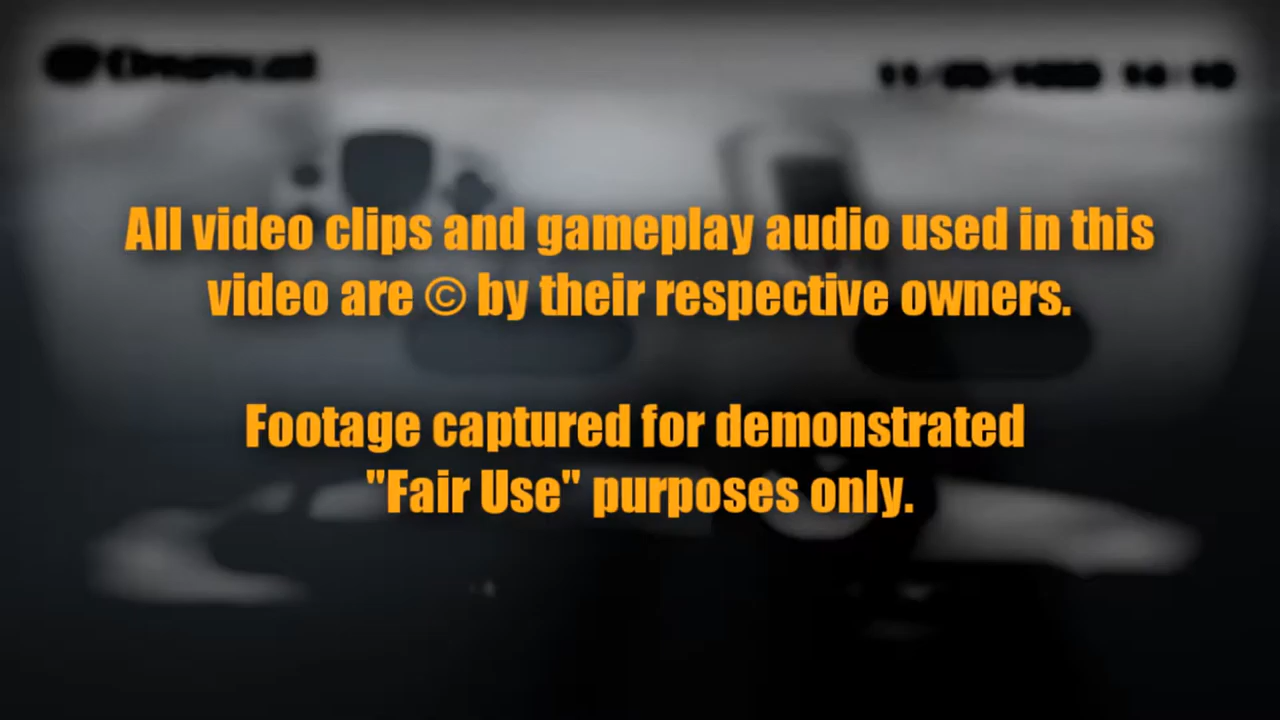 All video clips and gameplay audio used in this
video are © by their respective owners.
Footage captured for demonstrated
"Fair Use" purposes only.